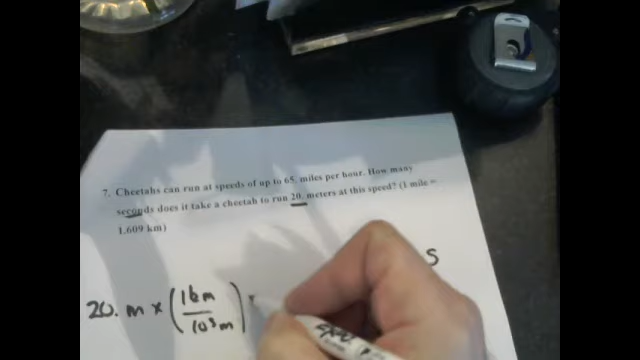 7. Cheetahs can run at speeds of up to 65. miles per hour. How many
seconds does it take a cheetah to run 20. meters at this speed? (1 mile =
1.609 km)
S
20. m × (1km / 10³m)